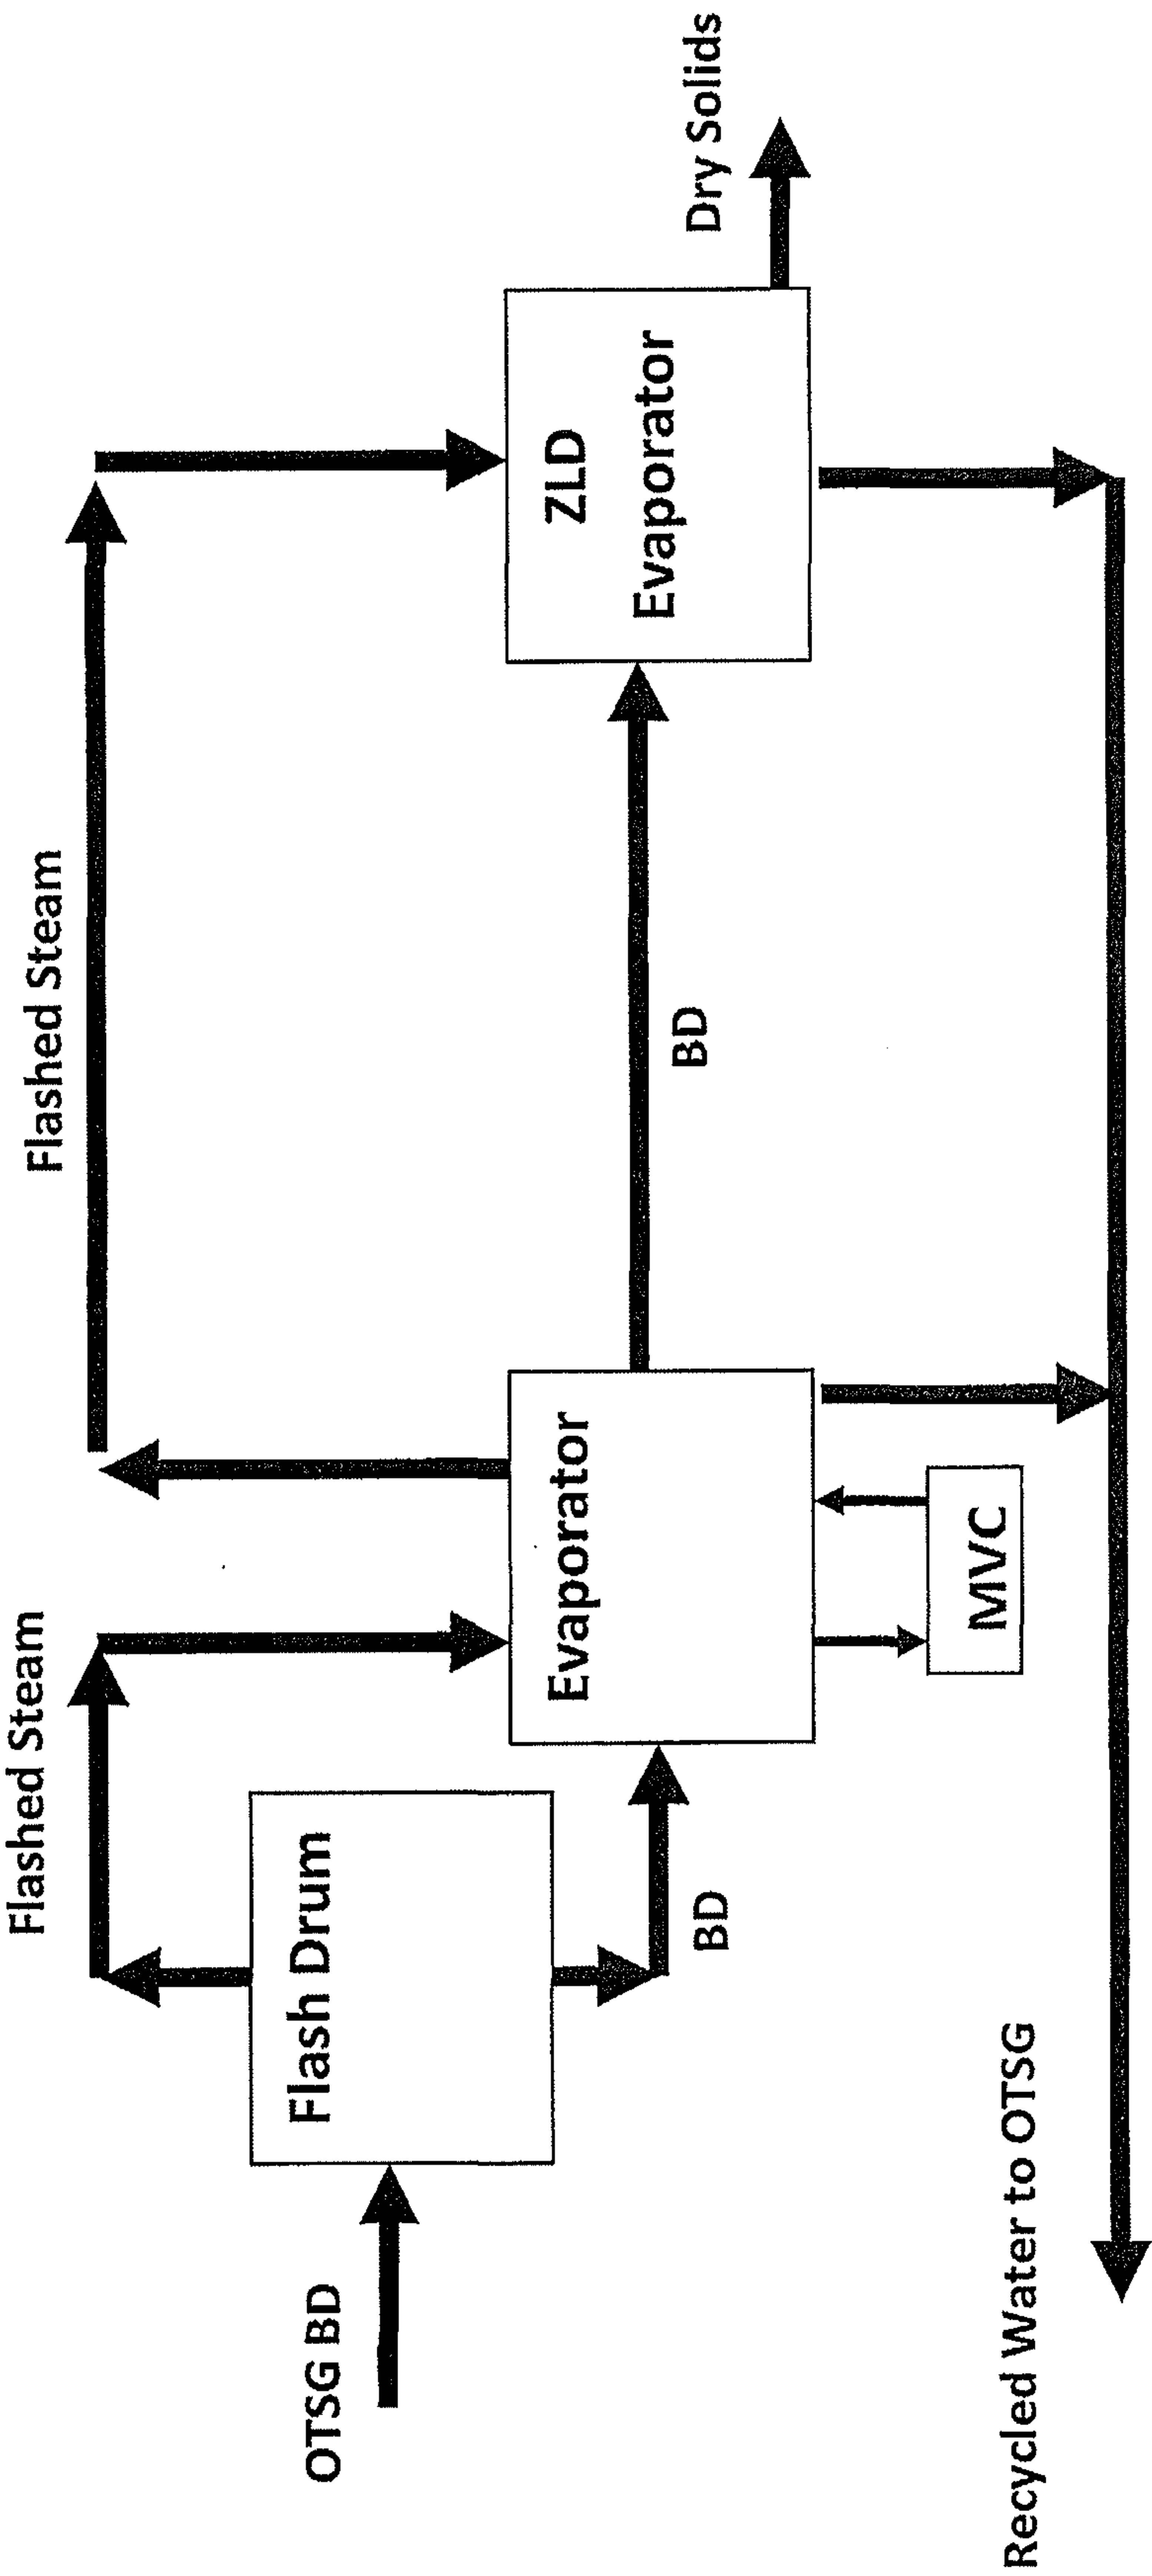 Flashed Steam
Flashed Steam
OTSG BD
Flash Drum
BD
Evaporator
MVC
BD
ZLD
Evaporator
Dry Solids
Recycled Water to OTSG